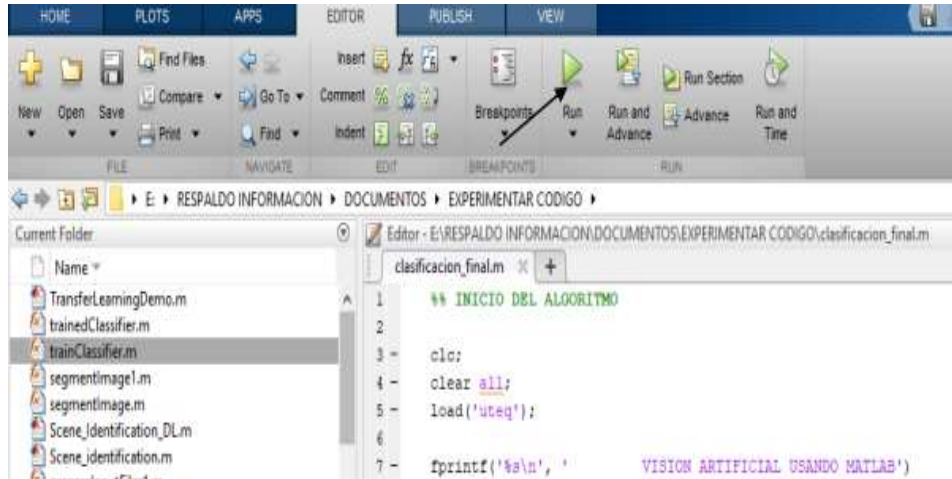 HOME PLOTS APPS EDITOR PUBLISH VIEW
New Open Save
Find Files
Compare
Print
Go To
Find
Insert fx
Comment
Indent
Breakpoints
Run
Run and Advance
Run Section
Advance
Run and Time
FILE NAVIGATE EDIT BREAKPOINTS RUN
E: RESPALDO INFORMACION DOCUMENTOS EXPERIMENTAR CODIGO
Current Folder
Name
TransferLearningDemo.m
trainedClassifier.m
trainClassifier.m
segmentImage1.m
segmentImage.m
Scene_Identification_DL.m
Scene_identification.m
Editor - E:\RESPALDO INFORMACION\DOCUMENTOS\EXPERIMENTAR CODIGO\clasificacion_final.m
clasificacion_final.m
1 %% INICIO DEL ALGORITMO
2
3 - clc;
4 - clear all;
5 - load('uteq');
6
7 - fprintf('%s\n', ' VISION ARTIFICIAL USANDO MATLAB')